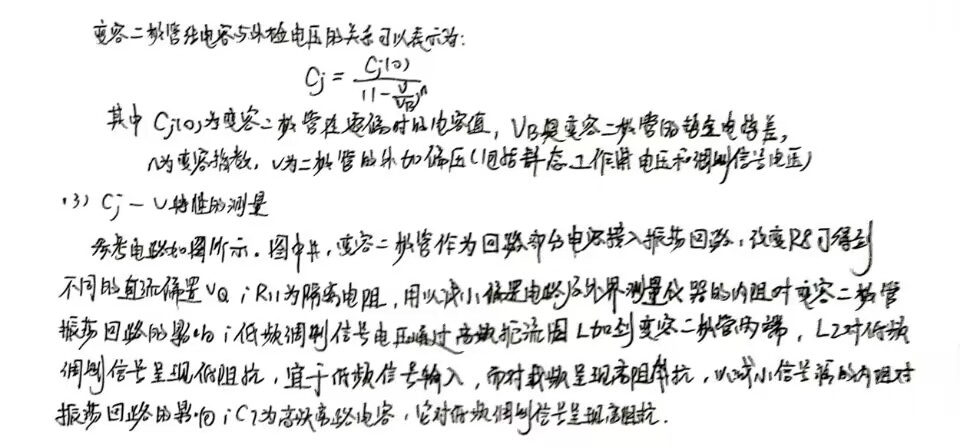 变容二极管结电容与外接电压的关系可以表示为:
Cj = Cj(0) / (1 - v/VB)^n
其中 Cj(0)为变容二极管在零偏时的电容值, VB是变容二极管的势垒电势差,
n为变容指数, v为二极管的外加偏压(包括静态工作点电压和调制信号电压)
(3) Cj - v 特性的测量
参考电路如图所示. 图中, 变容二极管作为回路部分电容接入振荡回路, 改变R8可得到
不同的直流偏置VQ; R11为隔离电阻, 用以减小偏置电路及外界测量仪器的内阻对变容二极管
振荡回路的影响; 低频调制信号电压通过高频扼流圈L加到变容二极管两端, L2对低频
调制信号呈现低阻抗, 宜于低频信号输入, 而对载频呈现高阻抗, 以减小信号源的内阻对
振荡回路的影响; C7为高频旁路电容, 它对低频调制信号呈现高阻抗.